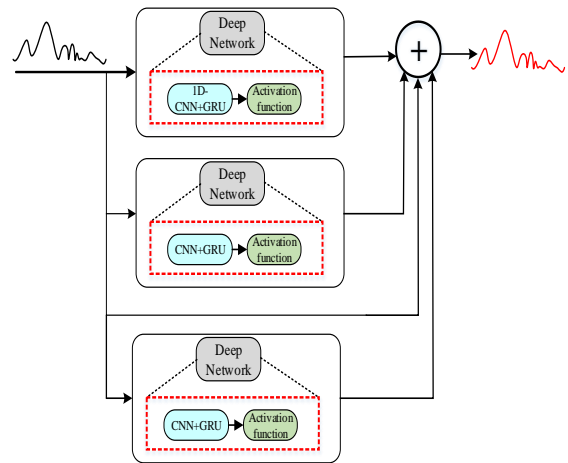 Deep
Network
1D-
CNN+GRU
Activation
function
+
Deep
Network
CNN+GRU
Activation
function
Deep
Network
CNN+GRU
Activation
function